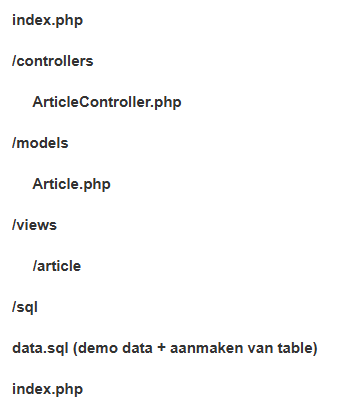 index.php
/controllers
ArticleController.php
/models
Article.php
/views
/article
/sql
data.sql (demo data + aanmaken van table)
index.php